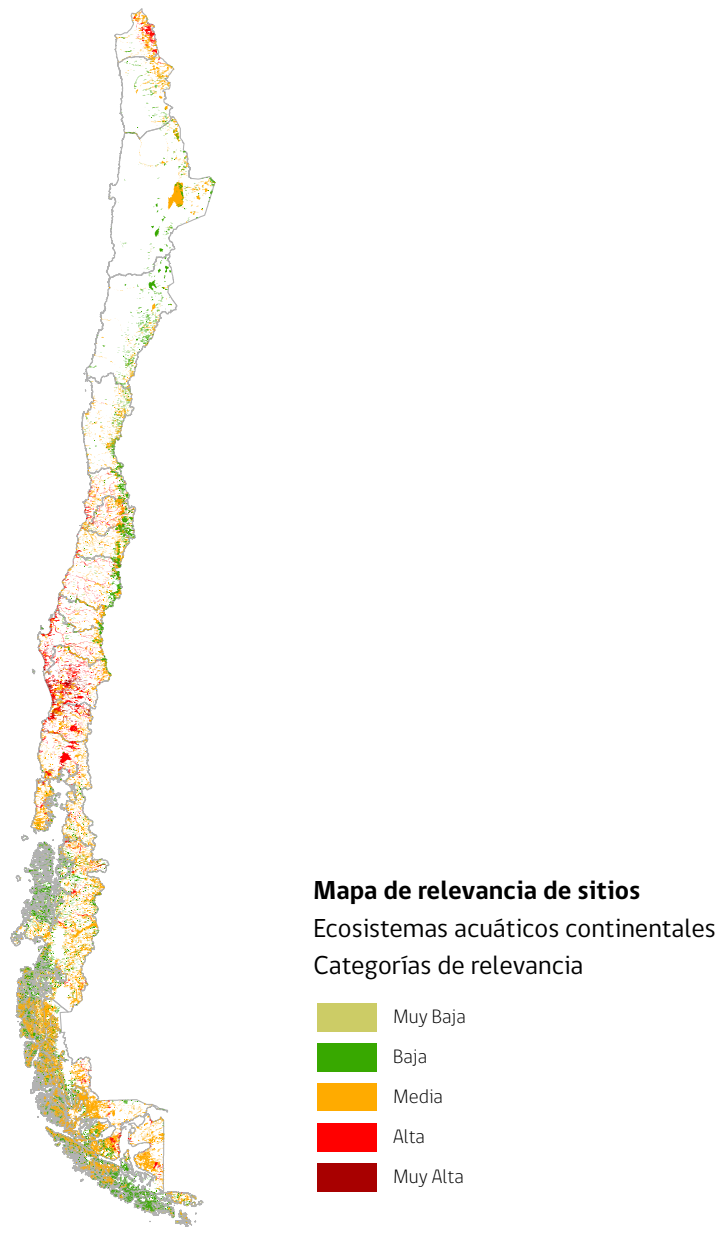 Mapa de relevancia de sitios
Ecosistemas acuáticos continentales
Categorías de relevancia
Muy Baja
Baja
Media
Alta
Muy Alta